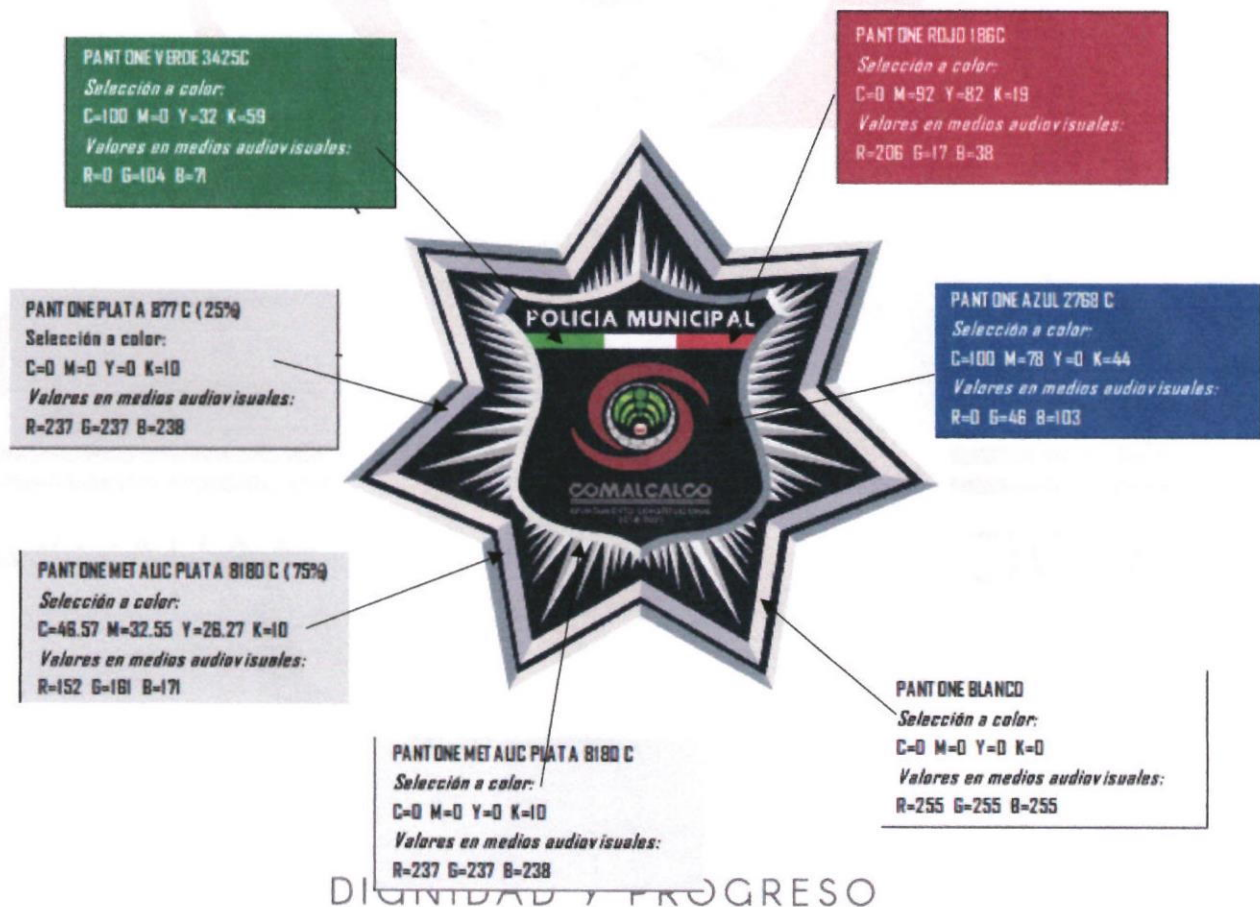 PANTONE VERDE 3425C
Selección a color:
C=100 M=0 Y=32 K=59
Valores en medios audiovisuales:
R=0 G=104 B=71
PANTONE ROJO 186C
Selección a color:
C=0 M=92 Y=82 K=19
Valores en medios audiovisuales:
R=206 G=17 B=38
PANTONE PLATA 877 C (25%)
Selección a color:
C=0 M=0 Y=0 K=10
Valores en medios audiovisuales:
R=237 G=237 B=238
POLICIA MUNICIPAL
COMALCALCO
PANTONE AZUL 2768 C
Selección a color:
C=100 M=78 Y=0 K=44
Valores en medios audiovisuales:
R=0 G=46 B=103
PANTONE METALIC PLATA 8180 C (75%)
Selección a color:
C=46.57 M=32.55 Y=26.27 K=10
Valores en medios audiovisuales:
R=152 G=161 B=171
PANTONE METALIC PLATA 8180 C
Selección a color:
C=0 M=0 Y=0 K=10
Valores en medios audiovisuales:
R=237 G=237 B=238
PANTONE BLANCO
Selección a color:
C=0 M=0 Y=0 K=0
Valores en medios audiovisuales:
R=255 G=255 B=255
DIGNIDAD Y PROGRESO